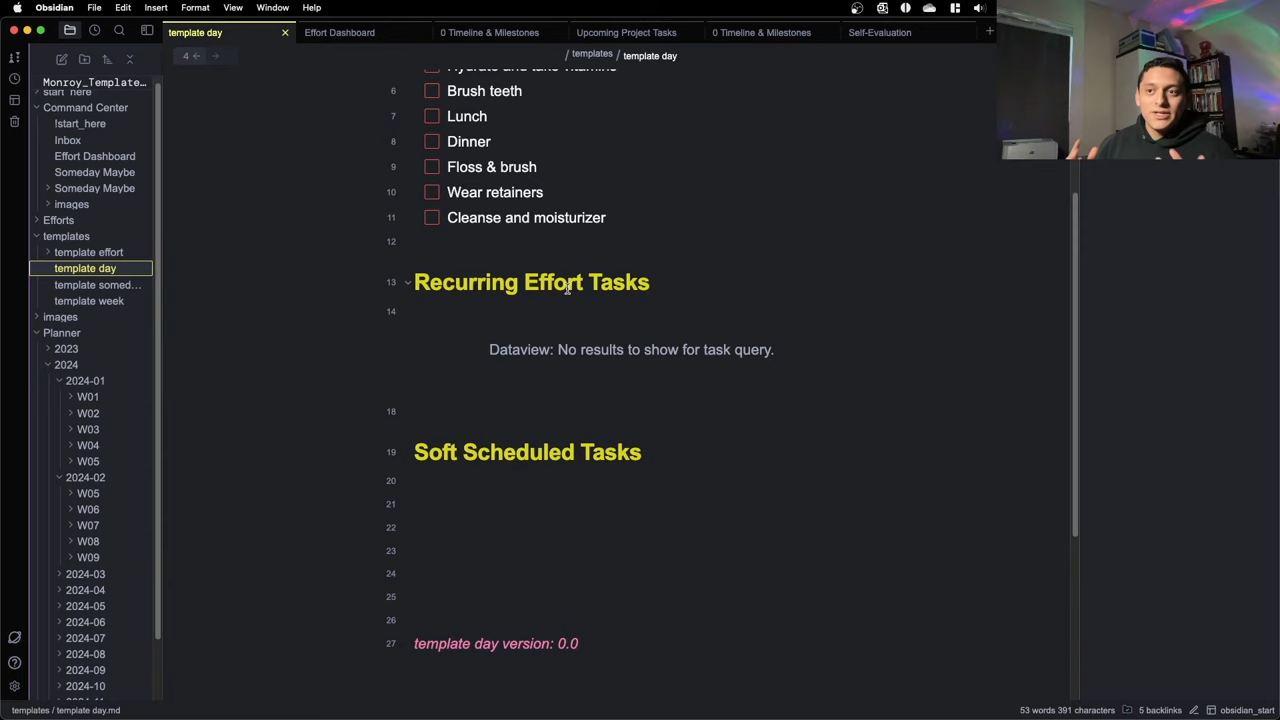 Obsidian File Edit Insert Format View Window Help
template day
Effort Dashboard
0 Timeline & Milestones
Upcoming Project Tasks
0 Timeline & Milestones
Self-Evaluation
4
/ templates / template day
Monroy_Template...
start_here
Command Center
!start_here
Inbox
Effort Dashboard
Someday Maybe
Someday Maybe
images
Efforts
templates
template effort
template day
template somed...
template week
images
Planner
2023
2024
2024-01
W01
W02
W03
W04
W05
2024-02
W05
W06
W07
W08
W09
2024-03
2024-04
2024-05
2024-06
2024-07
2024-08
2024-09
2024-10
Hydrate and take vitamins
6 Brush teeth
7 Lunch
8 Dinner
9 Floss & brush
10 Wear retainers
11 Cleanse and moisturizer
12
13 Recurring Effort Tasks
14
Dataview: No results to show for task query.
18
19 Soft Scheduled Tasks
20
21
22
23
24
25
26
27 template day version: 0.0
templates / template day.md
53 words 391 characters
5 backlinks
obsidian_start